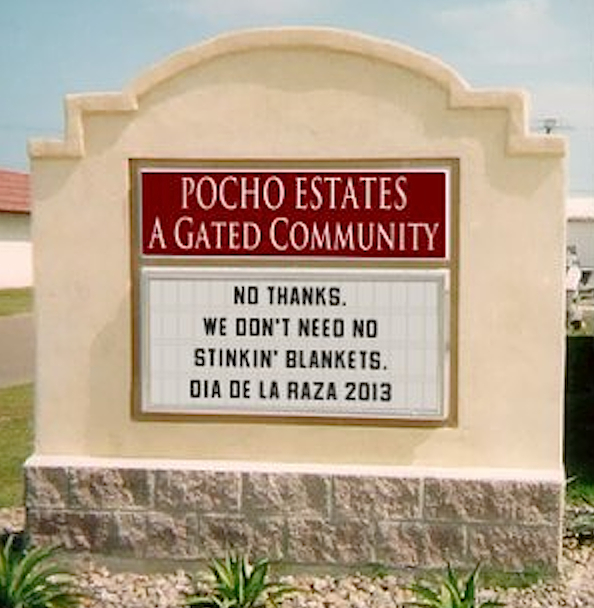 POCHO ESTATES
A GATED COMMUNITY
NO THANKS.
WE DON'T NEED NO
STINKIN' BLANKETS.
DIA DE LA RAZA 2013